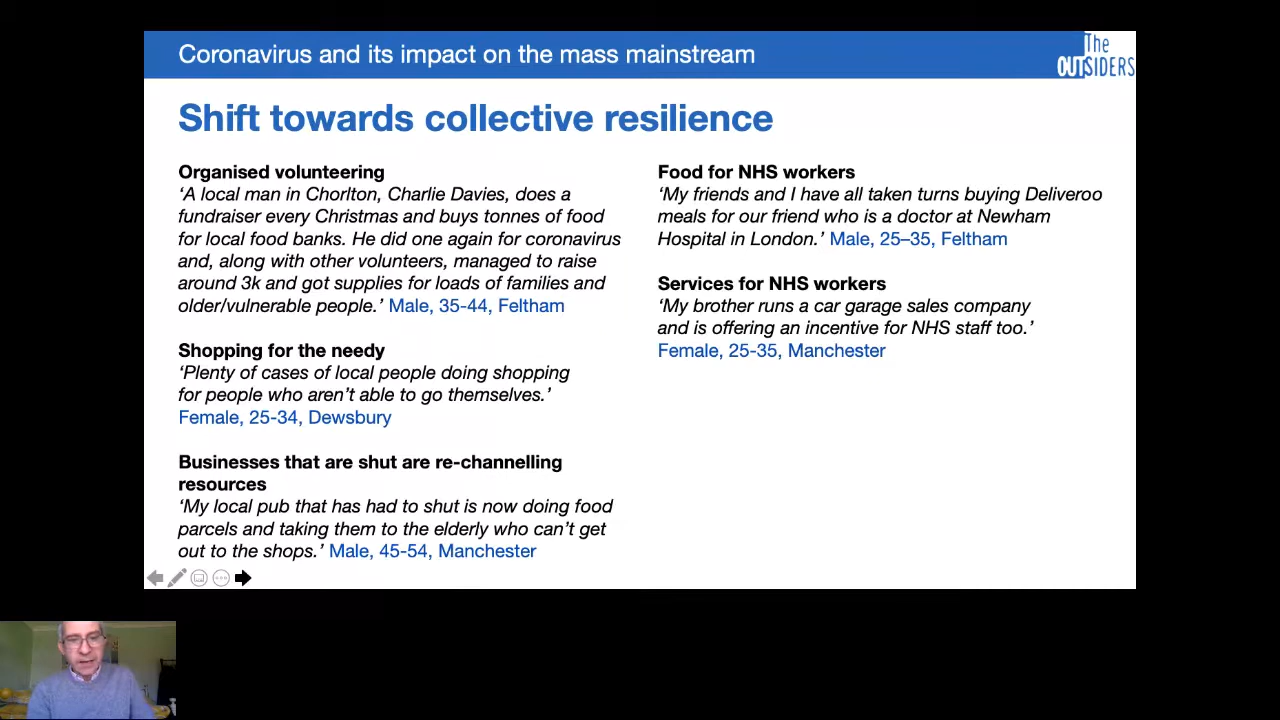 Coronavirus and its impact on the mass mainstream
The
OUTSIDERS
Shift towards collective resilience
Organised volunteering
‘A local man in Chorlton, Charlie Davies, does a
fundraiser every Christmas and buys tonnes of food
for local food banks. He did one again for coronavirus
and, along with other volunteers, managed to raise
around 3k and got supplies for loads of families and
older/vulnerable people.’ Male, 35-44, Feltham
Shopping for the needy
‘Plenty of cases of local people doing shopping
for people who aren’t able to go themselves.’
Female, 25-34, Dewsbury
Businesses that are shut are re-channelling
resources
‘My local pub that has had to shut is now doing food
parcels and taking them to the elderly who can’t get
out to the shops.’ Male, 45-54, Manchester
Food for NHS workers
‘My friends and I have all taken turns buying Deliveroo
meals for our friend who is a doctor at Newham
Hospital in London.’ Male, 25–35, Feltham
Services for NHS workers
‘My brother runs a car garage sales company
and is offering an incentive for NHS staff too.’
Female, 25-35, Manchester